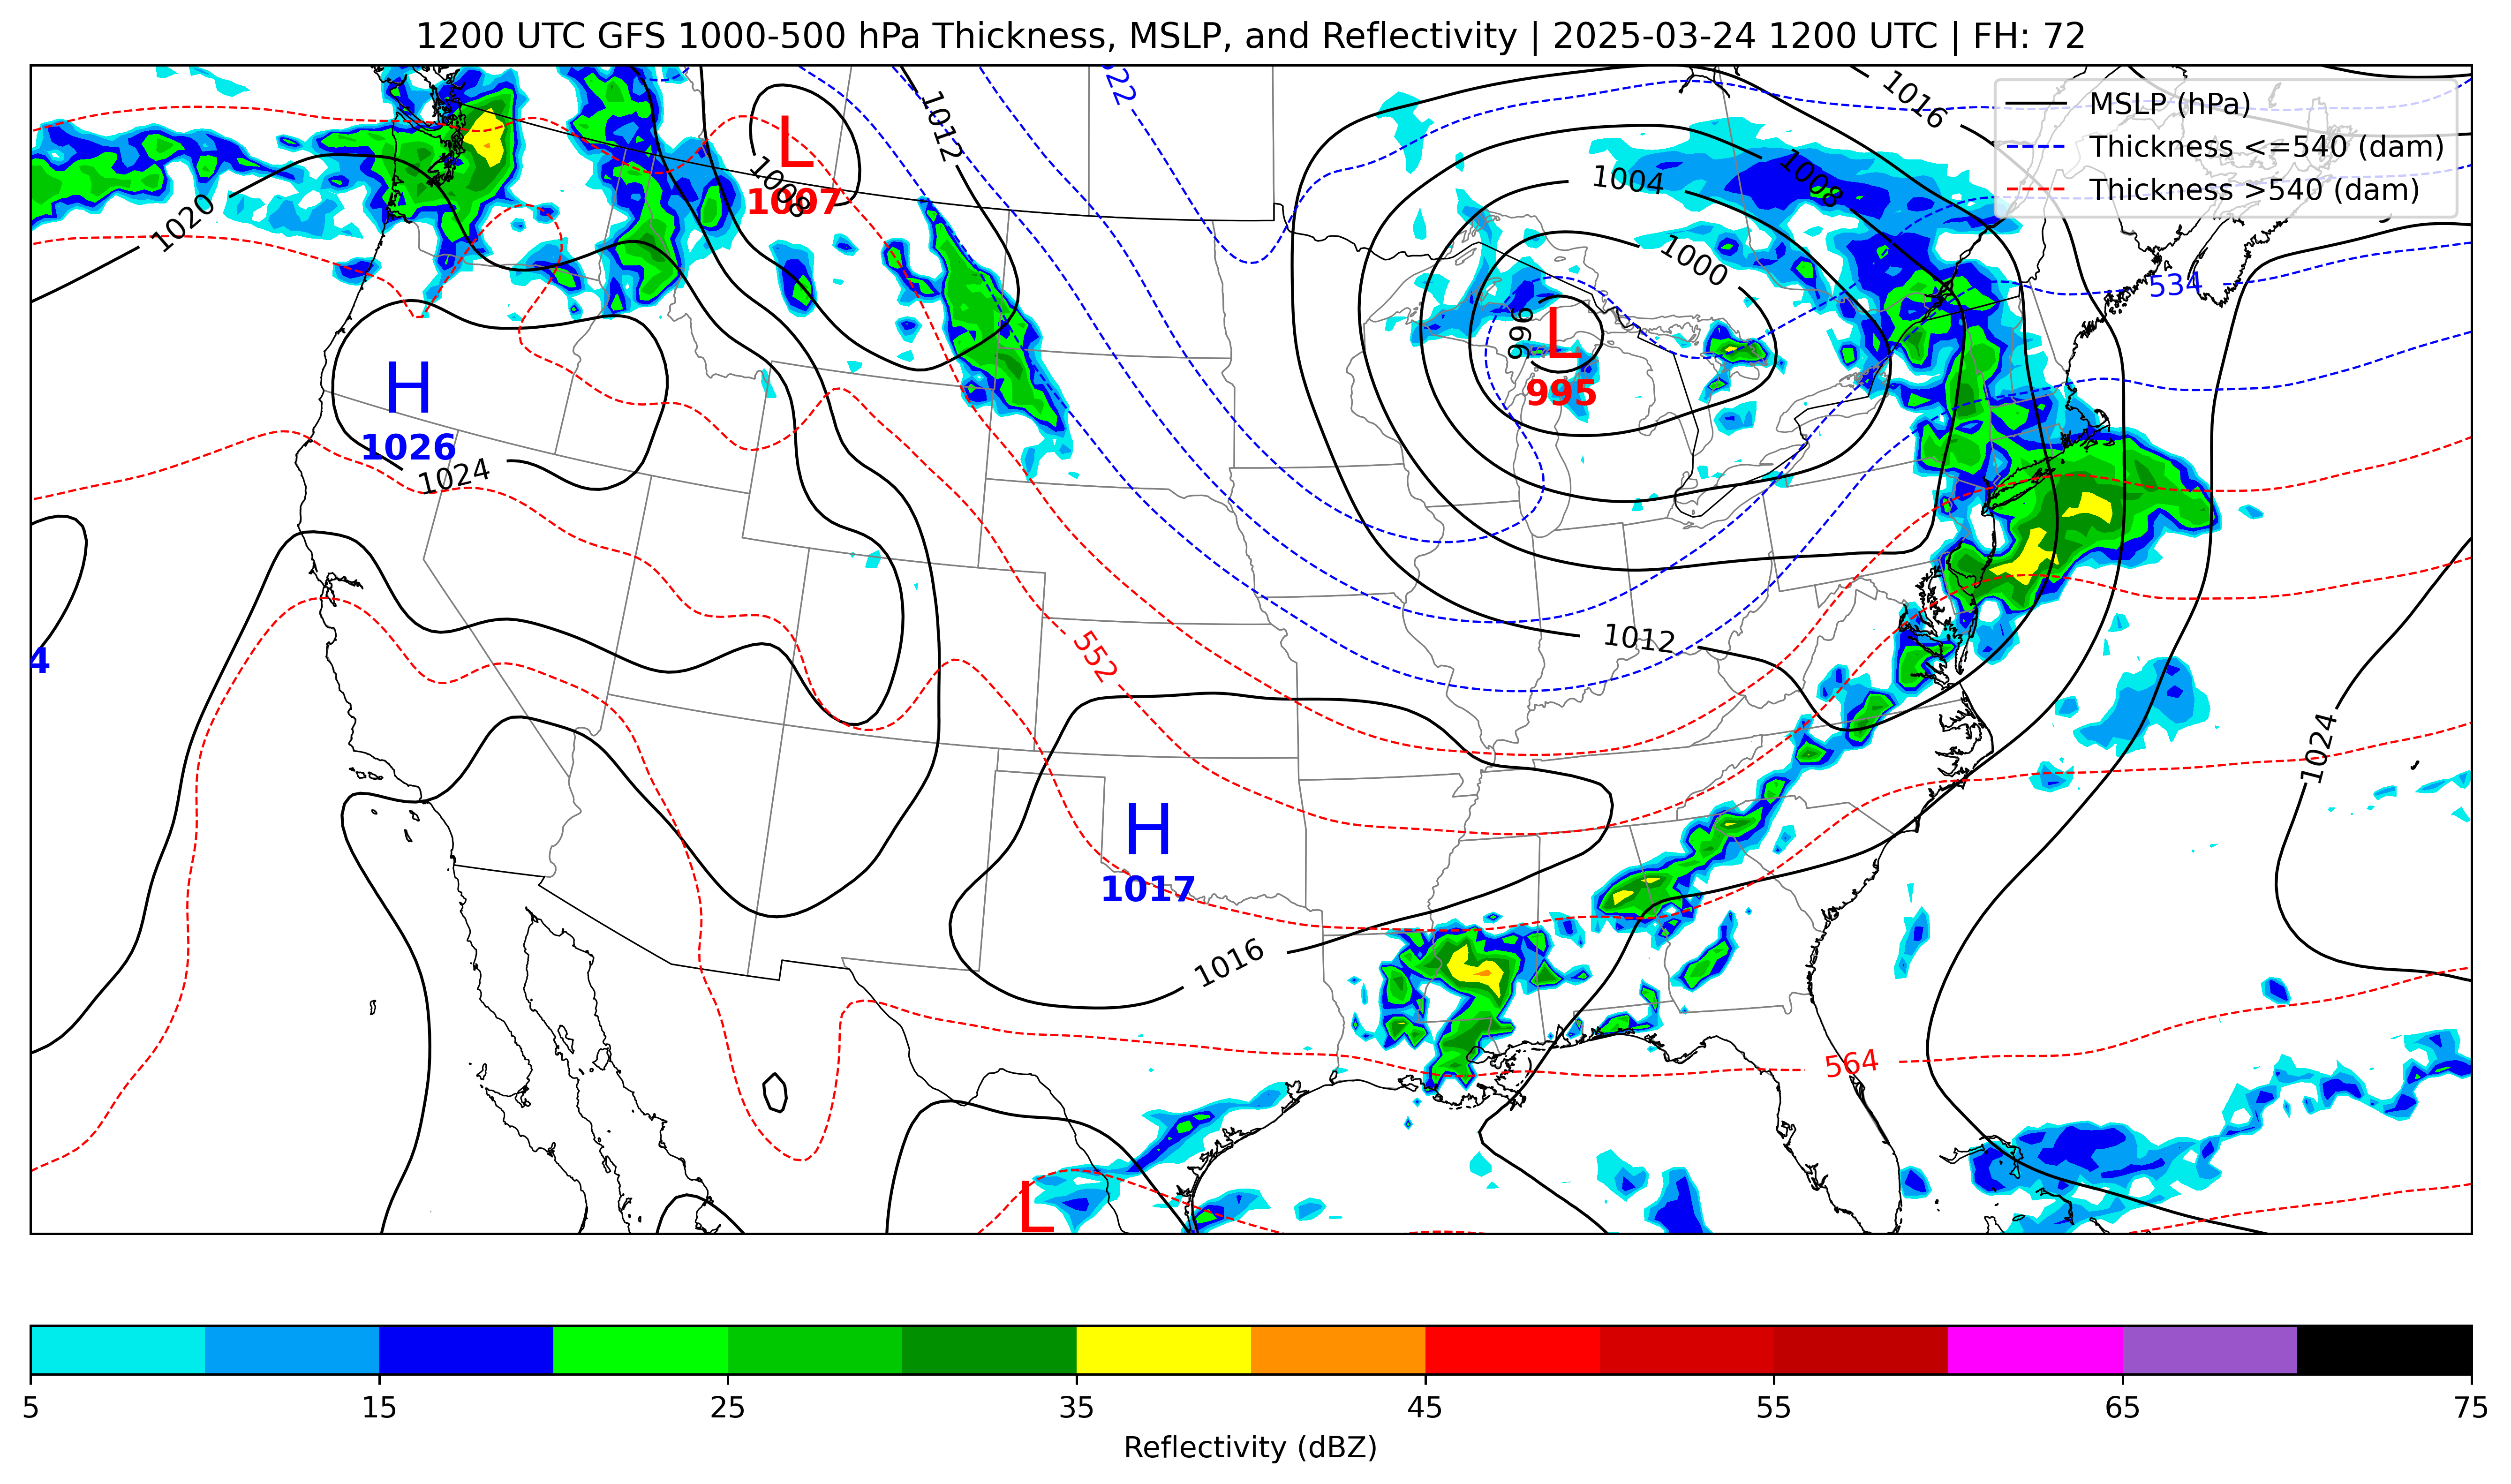 1200 UTC GFS 1000-500 hPa Thickness, MSLP, and Reflectivity | 2025-03-24 1200 UTC | FH: 72
MSLP (hPa)
Thickness <=540 (dam)
Thickness >540 (dam)
522
1012
1016
L
1007
1008
1004
1008
1020
1000
534
996
L
995
H
1026
1024
1012
552
4
1024
H
1017
1016
564
L
5 15 25 35 45 55 65 75
Reflectivity (dBZ)